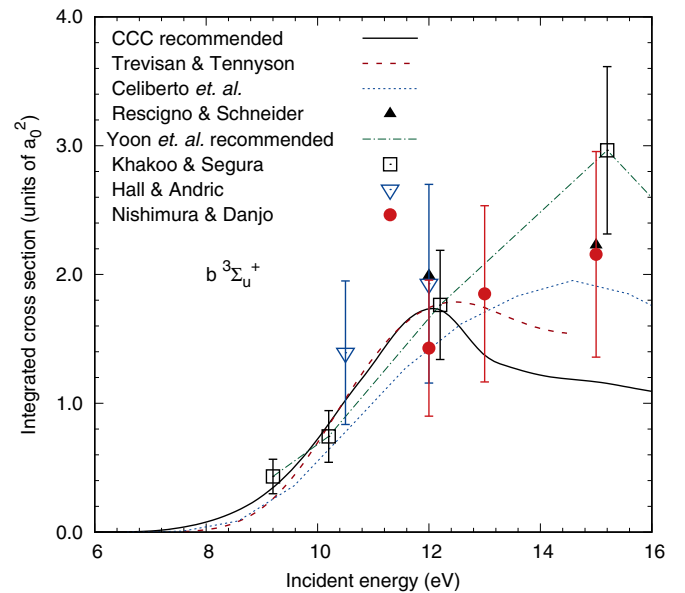 4.0
3.0
2.0
1.0
0.0
Integrated cross section (units of a₀²)
CCC recommended
Trevisan & Tennyson
Celiberto et. al.
Rescigno & Schneider
Yoon et. al. recommended
Khakoo & Segura
Hall & Andric
Nishimura & Danjo
b ³Σᵤ⁺
6 8 10 12 14 16
Incident energy (eV)